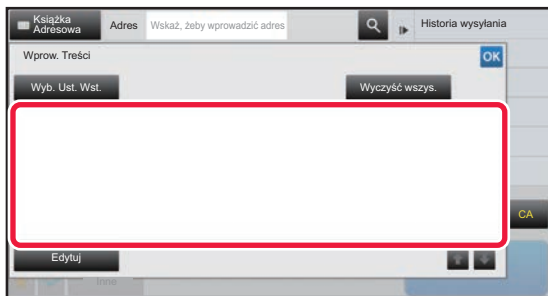 Książka
Adresowa
Adres
Wskaż, żeby wprowadzić adres
Historia wysyłania
Wprow. Treści
OK
Wyb. Ust. Wst.
Wyczyść wszys.
CA
Edytuj
Inne